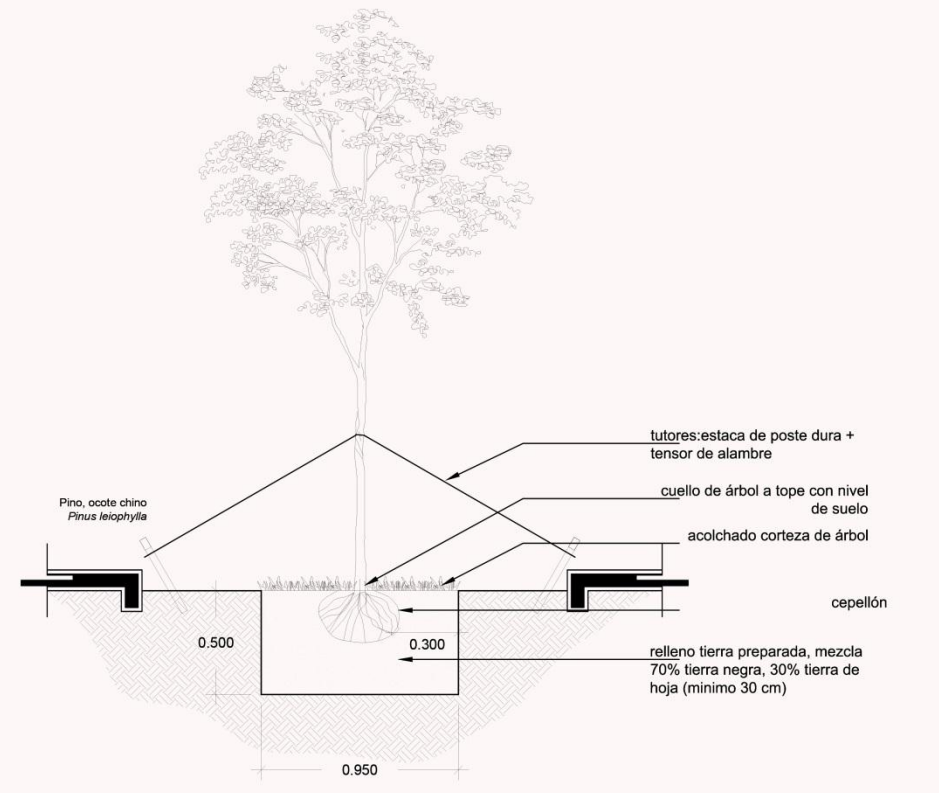 tutores:estaca de poste dura +
tensor de alambre
cuello de árbol a tope con nivel
de suelo
Pino, ocote chino
Pinus leiophylla
acolchado corteza de árbol
cepellón
0.500
0.300
relleno tierra preparada, mezcla
70% tierra negra, 30% tierra de
hoja (minimo 30 cm)
0.950